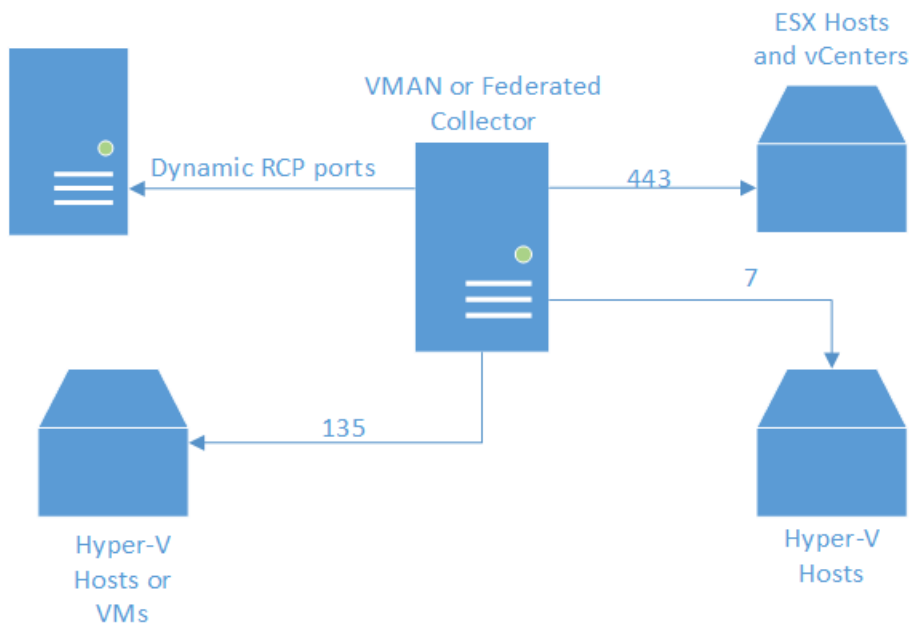 ESX Hosts
and vCenters
VMAN or Federated
Collector
Dynamic RCP ports
443
7
135
Hyper-V
Hosts or
VMs
Hyper-V
Hosts